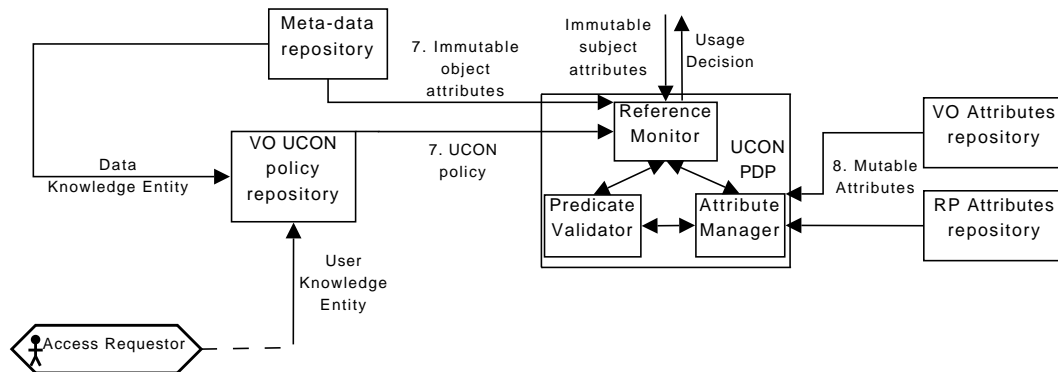 Meta-data
repository
7. Immutable
object
attributes
Immutable
subject
attributes
Usage
Decision
Reference
Monitor
VO Attributes
repository
VO UCON
policy
repository
7. UCON
policy
UCON
PDP
Data
Knowledge Entity
8. Mutable
Attributes
Predicate
Validator
Attribute
Manager
RP Attributes
repository
User
Knowledge
Entity
Access Requestor